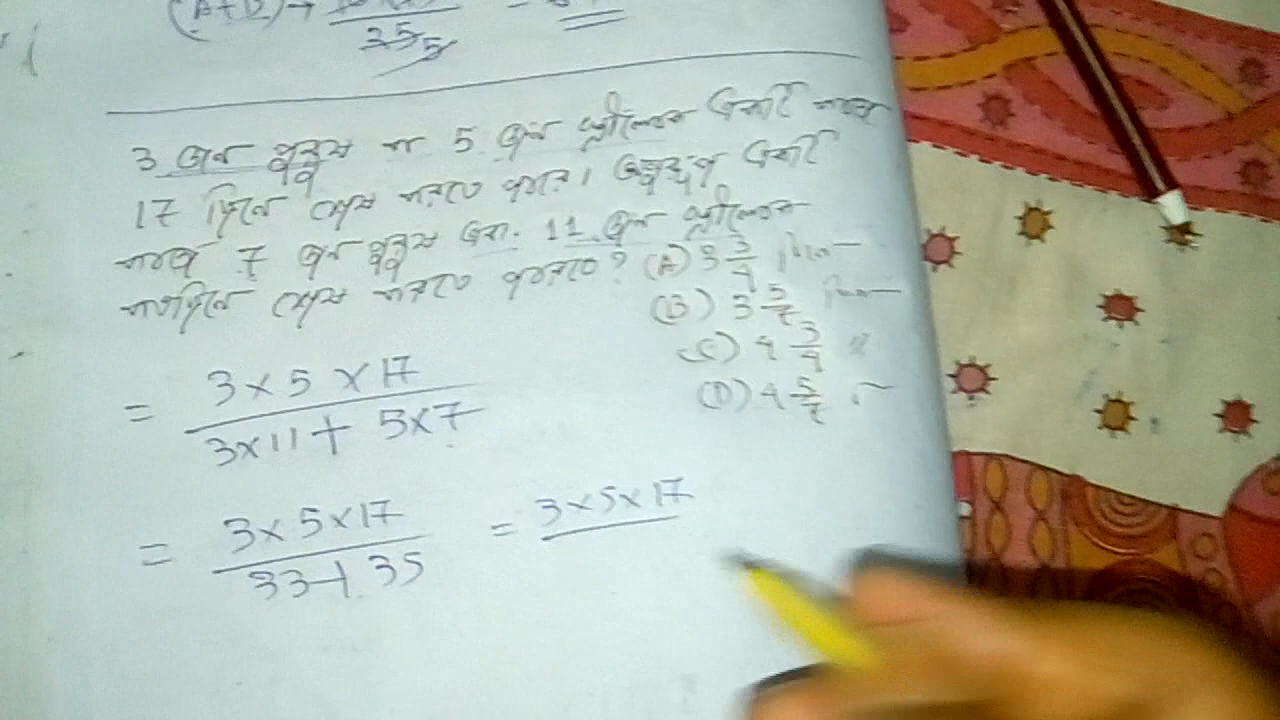 (A+B)→
35 5
3 জন পুরুষ বা 5 জন স্ত্রীলোক একটি কাজ (A) 3 3/4 দিন
17 দিনে শেষ করতে পারে। অনুরূপ একটি (B) 3 5/7 দিন
কাজ 7 জন পুরুষ এবং 11 জন স্ত্রীলোক (C) 4 3/4
কতদিনে শেষ করতে পারবে? (D) 4 5/7
= 3×5×17
3×11+ 5×7
= 3×5×17 = 3×5×17
33+35